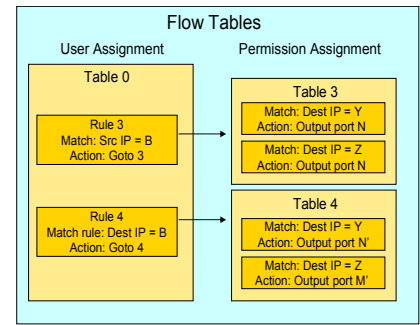 Flow Tables
User Assignment
Permission Assignment
Table 0
Rule 3
Match: Src IP = B
Action: Goto 3
Rule 4
Match rule: Dest IP = B
Action: Goto 4
Table 3
Match: Dest IP = Y
Action: Output port N
Match: Dest IP = Z
Action: Output port N
Table 4
Match: Dest IP = Y
Action: Output port N'
Match: Dest IP = Z
Action: Output port M'